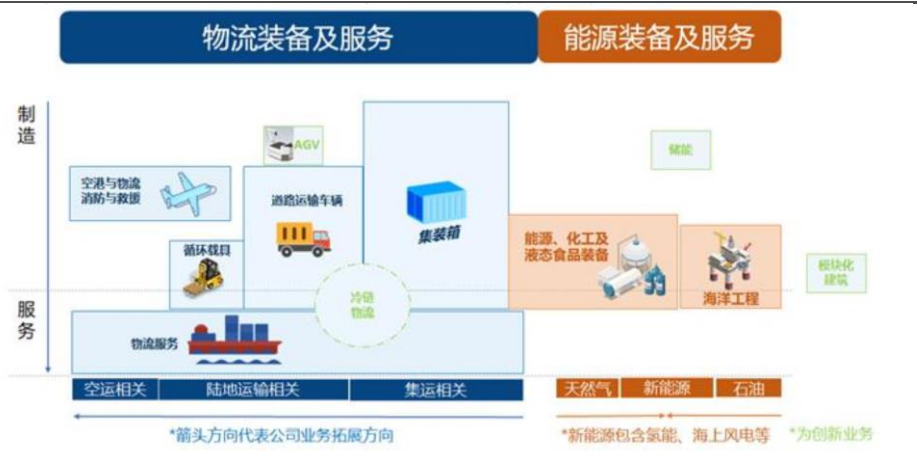 物流装备及服务
能源装备及服务
制造
AGV
储能
空港与物流
消防与救援
道路运输车辆
集装箱
循环载具
能源、化工及
液态食品装备
海洋工程
模块化
建筑
服务
冷链
物流
物流服务
空运相关
陆地运输相关
集运相关
天然气
新能源
石油
*箭头方向代表公司业务拓展方向
*新能源包含氢能、海上风电等
*为创新业务